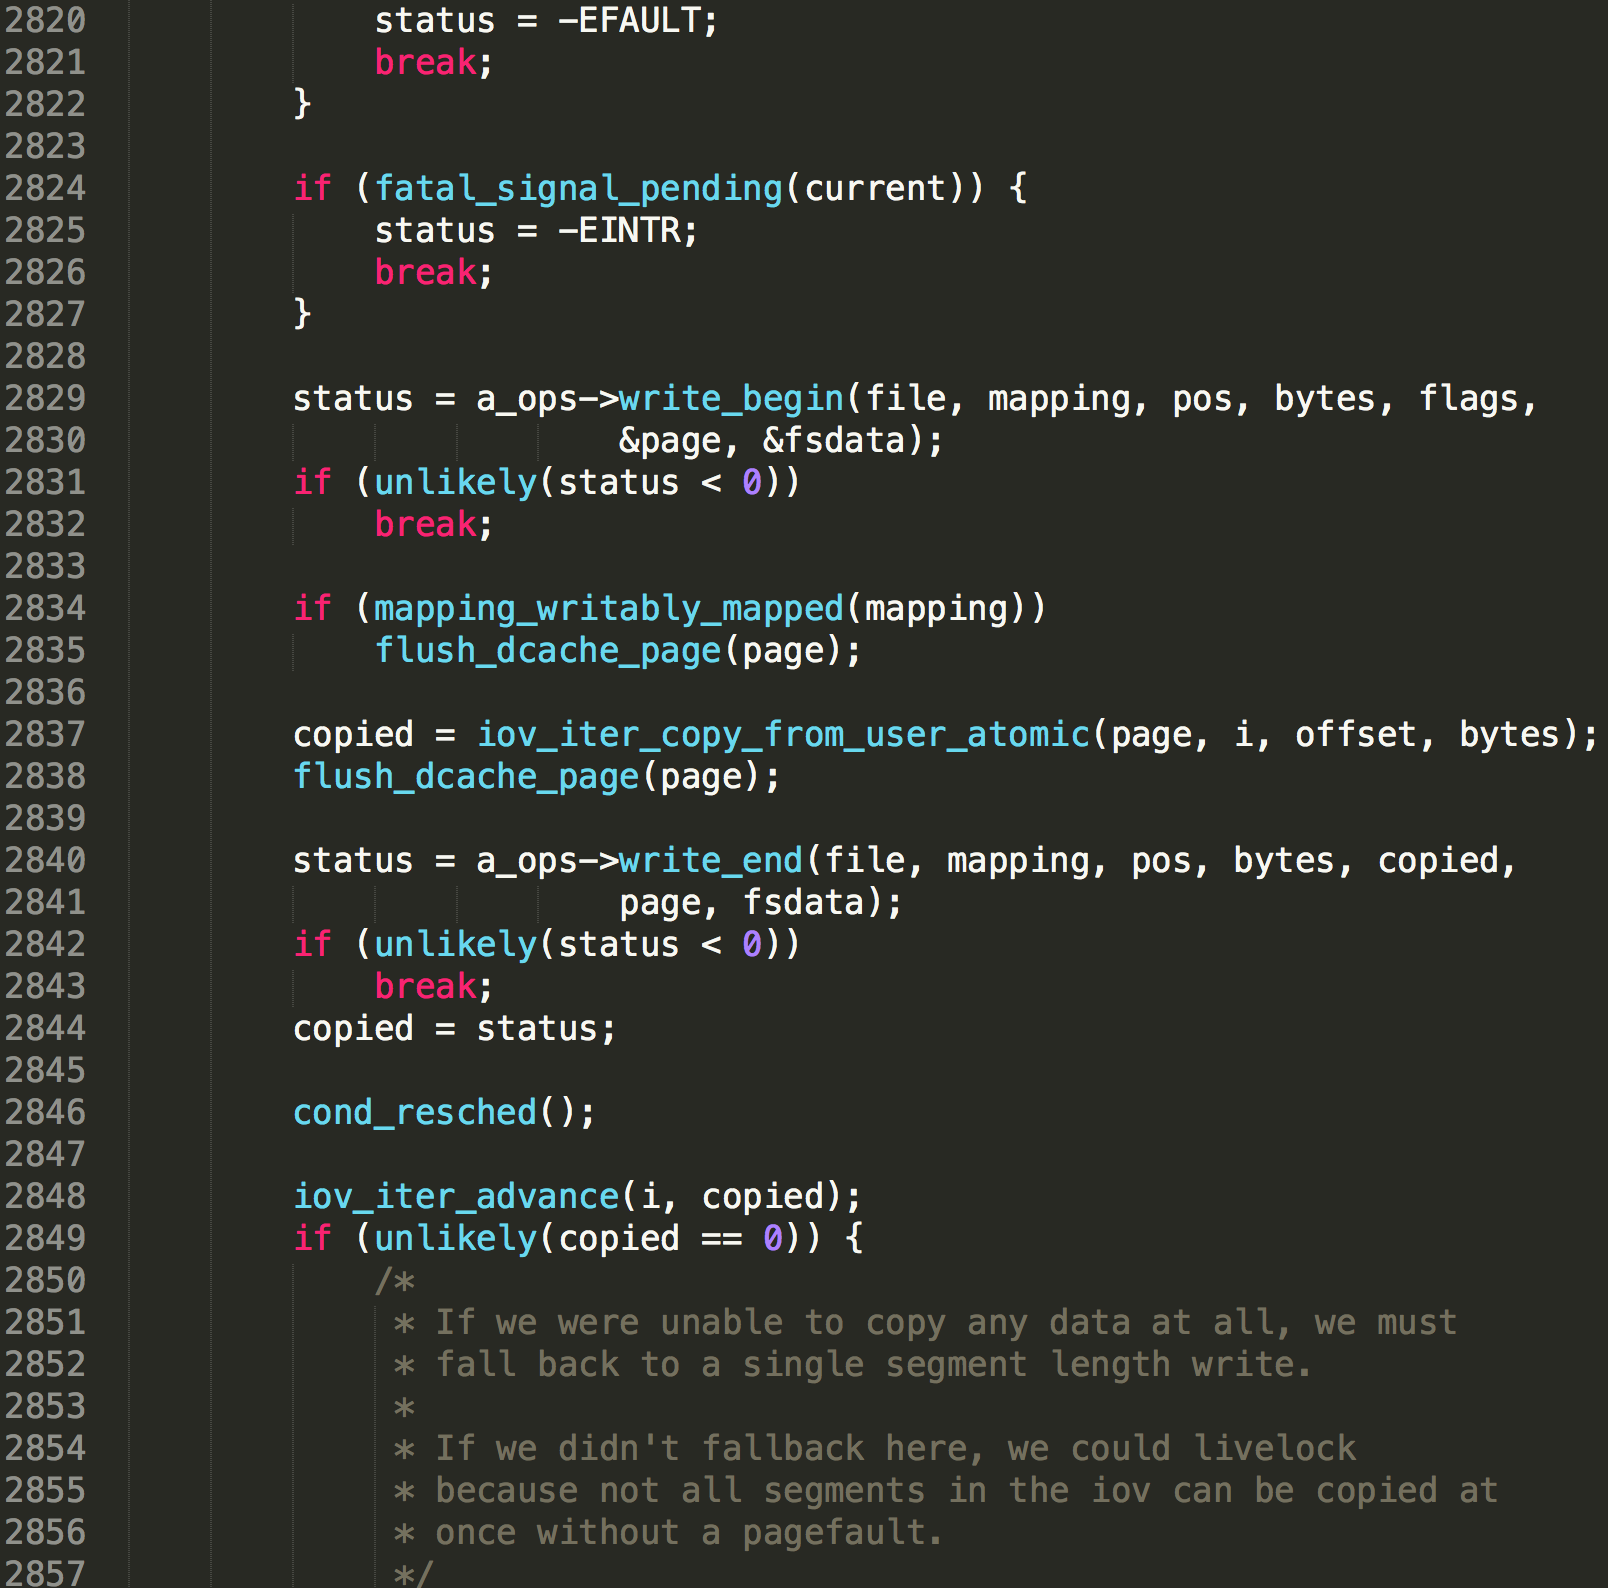 2820 status = -EFAULT;
2821 break;
2822 }
2823
2824 if (fatal_signal_pending(current)) {
2825 status = -EINTR;
2826 break;
2827 }
2828
2829 status = a_ops->write_begin(file, mapping, pos, bytes, flags,
2830 &page, &fsdata);
2831 if (unlikely(status < 0))
2832 break;
2833
2834 if (mapping_writably_mapped(mapping))
2835 flush_dcache_page(page);
2836
2837 copied = iov_iter_copy_from_user_atomic(page, i, offset, bytes);
2838 flush_dcache_page(page);
2839
2840 status = a_ops->write_end(file, mapping, pos, bytes, copied,
2841 page, fsdata);
2842 if (unlikely(status < 0))
2843 break;
2844 copied = status;
2845
2846 cond_resched();
2847
2848 iov_iter_advance(i, copied);
2849 if (unlikely(copied == 0)) {
2850 /*
2851 * If we were unable to copy any data at all, we must
2852 * fall back to a single segment length write.
2853 *
2854 * If we didn't fallback here, we could livelock
2855 * because not all segments in the iov can be copied at
2856 * once without a pagefault.
2857 */